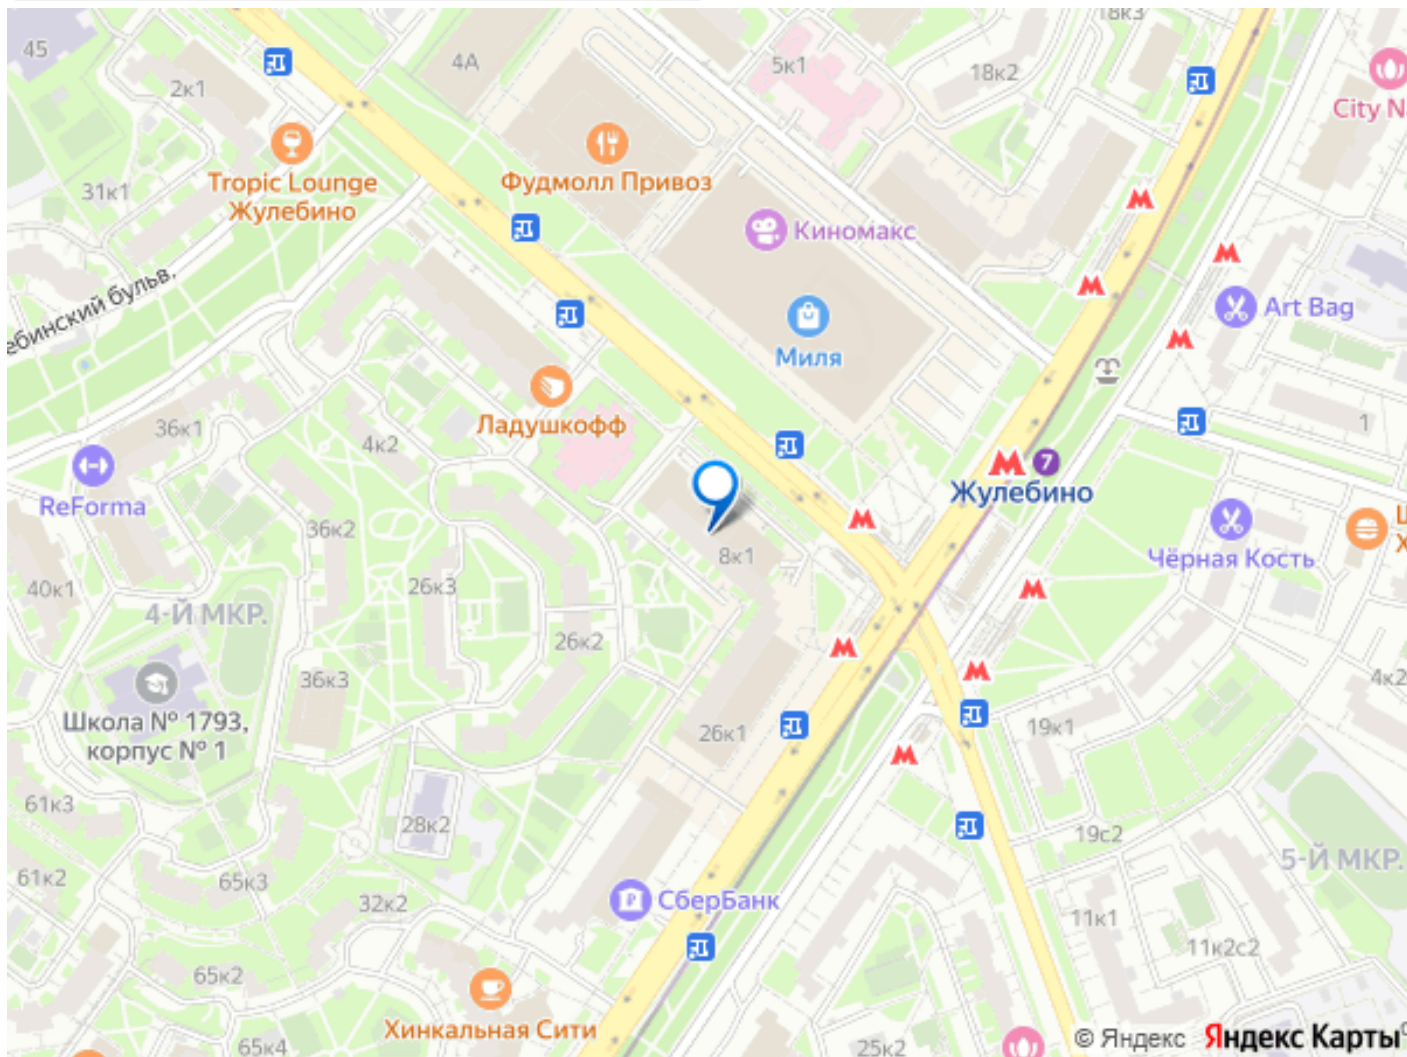 18к3
45
4А
5к1
18к2
2к1
City N
Фудмолл Привоз
Tropic Lounge
Жулебино
31к1
Киномакс
ебинский бульв.
Art Bag
Миля
Ладушкофф
36к1
4к2
1
7
Жулебино
ReForma
36к2
8к1
Чёрная Кость
40к1
26к3
4-Й МКР.
26к2
36к3
4к2
Школа № 1793,
корпус № 1
26к1
19к1
61к3
28к2
19с2
5-Й МКР.
61к2
65к3
32к2
СберБанк
11к1
11к2с2
65к2
Хинкальная Сити
65к4
25к2
© Яндекс Яндекс Карты